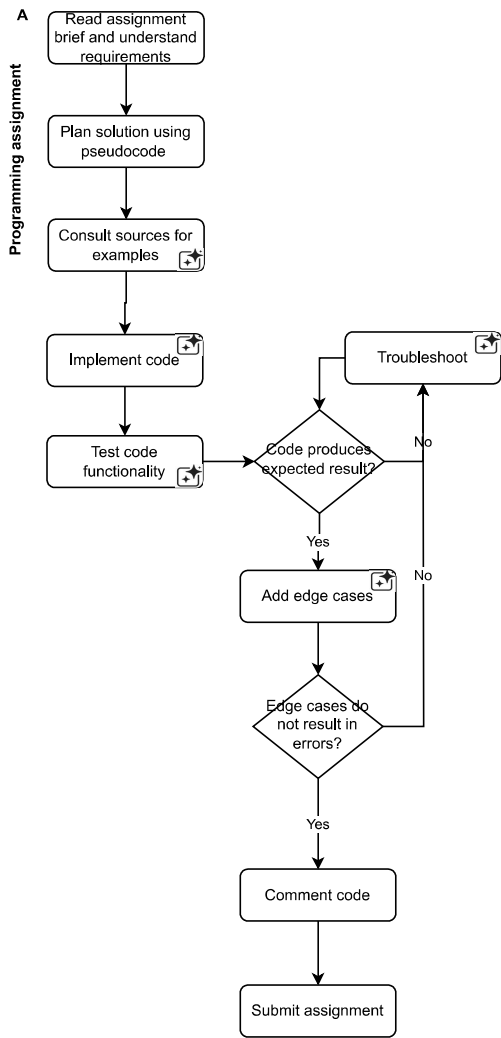 A
Programming assignment
Read assignment
brief and understand
requirements
Plan solution using
pseudocode
Consult sources for
examples
Implement code
Test code
functionality
Troubleshoot
Code produces
expected result?
No
Yes
Add edge cases
No
Edge cases do
not result in
errors?
Yes
Comment code
Submit assignment